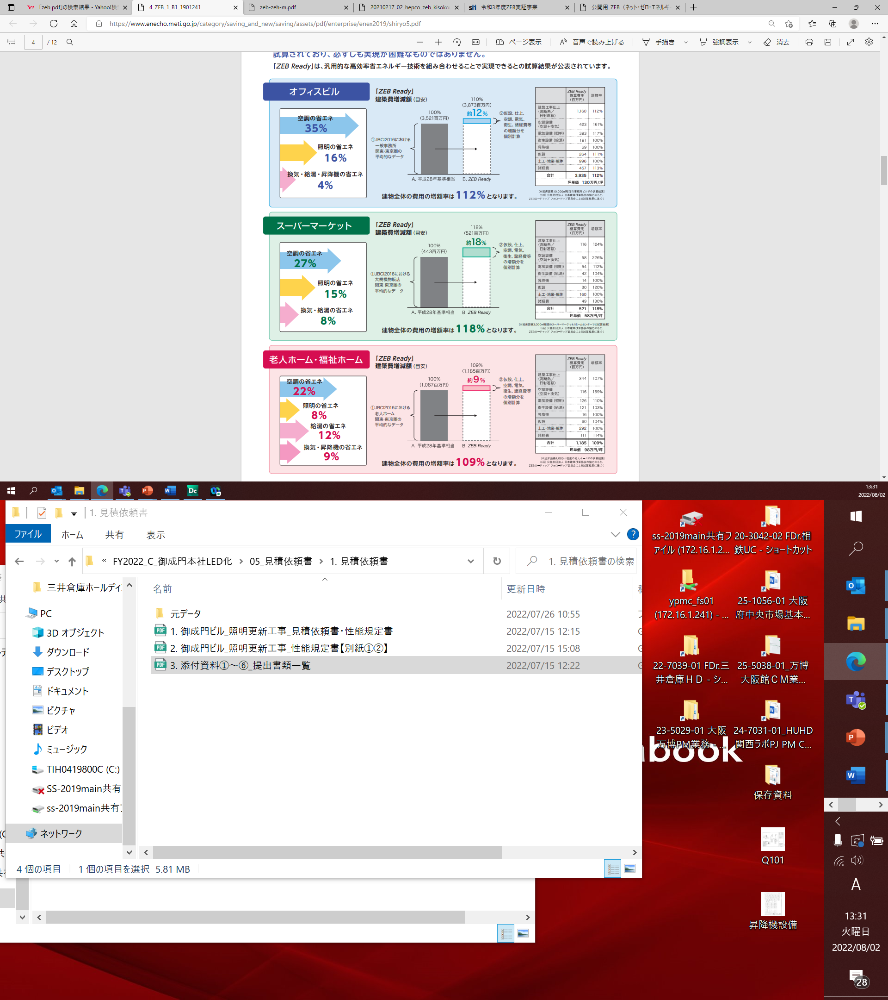 「zeb pdf」の検索結果 - Yahoo!検
4_ZEB_1_B1_1901241
zeb-zeh-m.pdf
20210217_02_hepco_zeb_kisoko
sii 令和3年度ZEB実証事業
公開用_ZEB（ネット・ゼロ・エネルギー
https://www.enecho.meti.go.jp/category/saving_and_new/saving/assets/pdf/enterprise/enex2019/shiryo5.pdf
4 / 12
ページ表示
音声で読み上げる
手描き
強調表示
消去
試算されており、必ずしも実現が困難なものではありません。
「ZEB Ready」は、汎用的な高効率省エネルギー技術を組み合わせることで実現できるとの試算結果が公表されています。
オフィスビル
空調の省エネ
35%
照明の省エネ
16%
換気・給湯・昇降機の省エネ
4%
「ZEB Ready」
建築費増減額（目安）
100%
(3,521百万円)
110%
(3,873百万円)
約12%
①JBCI2016における
一般事務所
関東・東京圏の
平均的なデータ
②仮設、仕上、
空調、電気、
衛生、諸経費等
の増額分を
個別計算
A. 平成28年基準相当 B. ZEB Ready
建物全体の費用の増額率は112%となります。
ZEB Ready
概算費用
(百万円)
増額率
建築工事仕上
(高断熱／
日射遮蔽)
1,160 112%
空調設備
(空調＋換気)
423 161%
電気設備（照明） 393 117%
衛生設備（給湯） 191 100%
昇降機 69 100%
仮設 264 111%
土工・地業・躯体 996 100%
諸経費 457 113%
合計 3,935 112%
坪単価 130万円/坪
(※延床面積10,000㎡程度の事務所ビルでの試算結果)
出所）公益社団法人 日本建築積算協会の協力のもと、
ZEBロードマップ フォローアップ委員会による試算結果に基づく
スーパーマーケット
空調の省エネ
27%
照明の省エネ
15%
換気・給湯の省エネ
8%
「ZEB Ready」
建築費増減額（目安）
100%
(443百万円)
118%
(521百万円)
約18%
①JBCI2016における
大規模物販店
関東・東京圏の
平均的なデータ
②仮設、仕上、
空調、電気、
衛生、諸経費等
の増額分を
個別計算
A. 平成28年基準相当 B. ZEB Ready
建物全体の費用の増額率は118%となります。
ZEB Ready
概算費用
(百万円)
増額率
建築工事仕上
(高断熱／
日射遮蔽)
116 124%
空調設備
(空調＋換気)
58 226%
電気設備（照明） 54 112%
衛生設備（給湯） 42 104%
昇降機 14 100%
仮設 30 120%
土工・地業・躯体 160 100%
諸経費 49 130%
合計 521 118%
坪単価 58万円/坪
(※延床面積3,000㎡程度のスーパーマーケット/ホームセンターでの試算結果)
出所）公益社団法人 日本建築積算協会の協力のもと、
ZEBロードマップ フォローアップ委員会による試算結果に基づく
老人ホーム・福祉ホーム
空調の省エネ
22%
照明の省エネ
8%
給湯の省エネ
12%
換気・昇降機の省エネ
9%
「ZEB Ready」
建築費増減額（目安）
100%
(1,087百万円)
109%
(1,185百万円)
約9%
①JBCI2016における
老人ホーム
関東・東京圏の
平均的なデータ
②仮設、仕上、
空調、電気、
衛生、諸経費等
の増額分を
個別計算
A. 平成28年基準相当 B. ZEB Ready
建物全体の費用の増額率は109%となります。
ZEB Ready
概算費用
(百万円)
増額率
建築工事仕上
(高断熱／
日射遮蔽)
344 107%
空調設備
(空調＋換気)
116 159%
電気設備（照明） 126 110%
衛生設備（給湯） 121 103%
昇降機 16 100%
仮設 60 104%
土工・地業・躯体 292 100%
諸経費 111 114%
合計 1,185 109%
坪単価 98万円/坪
(※延床面積4,000㎡程度の老人ホームでの試算結果)
出所）公益社団法人 日本建築積算協会の協力のもと、
ZEBロードマップ フォローアップ委員会による試算結果に基づく
13:31
2022/08/02
1. 見積依頼書
ファイル ホーム 共有 表示
« FY2022_C_御成門本社LED化 › 05_見積依頼書 › 1. 見積依頼書
1. 見積依頼書の検索
三井倉庫ホールディン
PC
3D オブジェクト
ダウンロード
デスクトップ
ドキュメント
ピクチャ
ビデオ
ミュージック
TIH0419800C (C:)
SS-2019main共有
ss-2019main共有フ
ネットワーク
名前 更新日時
元データ 2022/07/26 10:55
1. 御成門ビル_照明更新工事_見積依頼書・性能規定書 2022/07/15 12:15
2. 御成門ビル_照明更新工事_性能規定書【別紙①②】 2022/07/15 15:08
3. 添付資料①～⑥_提出書類一覧 2022/07/15 12:22
4 個の項目 1 個の項目を選択 5.81 MB
ss-2019main共有フ
ァイル (172.16.1.2...
20-3042-02 FDr.相
鉄UC - ショートカット
ypmc_fs01
(172.16.1.241) - ...
25-1056-01 大阪
府中央市場基本...
22-7039-01 FDr.三
井倉庫ＨＤ - シ...
25-5038-01_万博
大阪館ＣＭ業...
23-5029-01 大阪
万博PM業務 - ...
24-7031-01_HUHD
関西ラボPJ PM C...
nbook
保存資料
Q101
昇降機設備
A
13:31
火曜日
2022/08/02
28